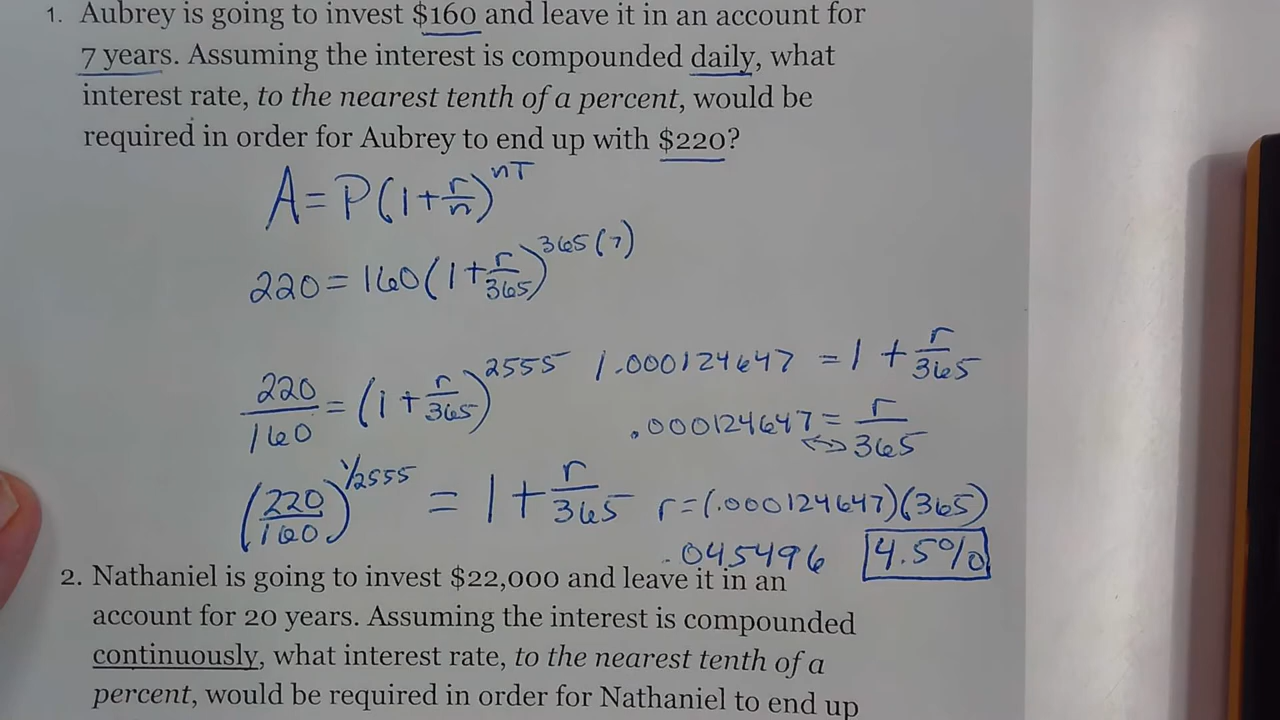 1. Aubrey is going to invest $160 and leave it in an account for
7 years. Assuming the interest is compounded daily, what
interest rate, to the nearest tenth of a percent, would be
required in order for Aubrey to end up with $220?
A = P(1+r/n)^nT
220 = 160(1+r/365)^365(7)
220/160 = (1+r/365)^2555
(220/160)^1/2555 = 1+r/365
1.000124647 = 1+r/365
.000124647 = r/365
r=(.000124647)(365)
.045496 4.5%
2. Nathaniel is going to invest $22,000 and leave it in an
account for 20 years. Assuming the interest is compounded
continuously, what interest rate, to the nearest tenth of a
percent, would be required in order for Nathaniel to end up